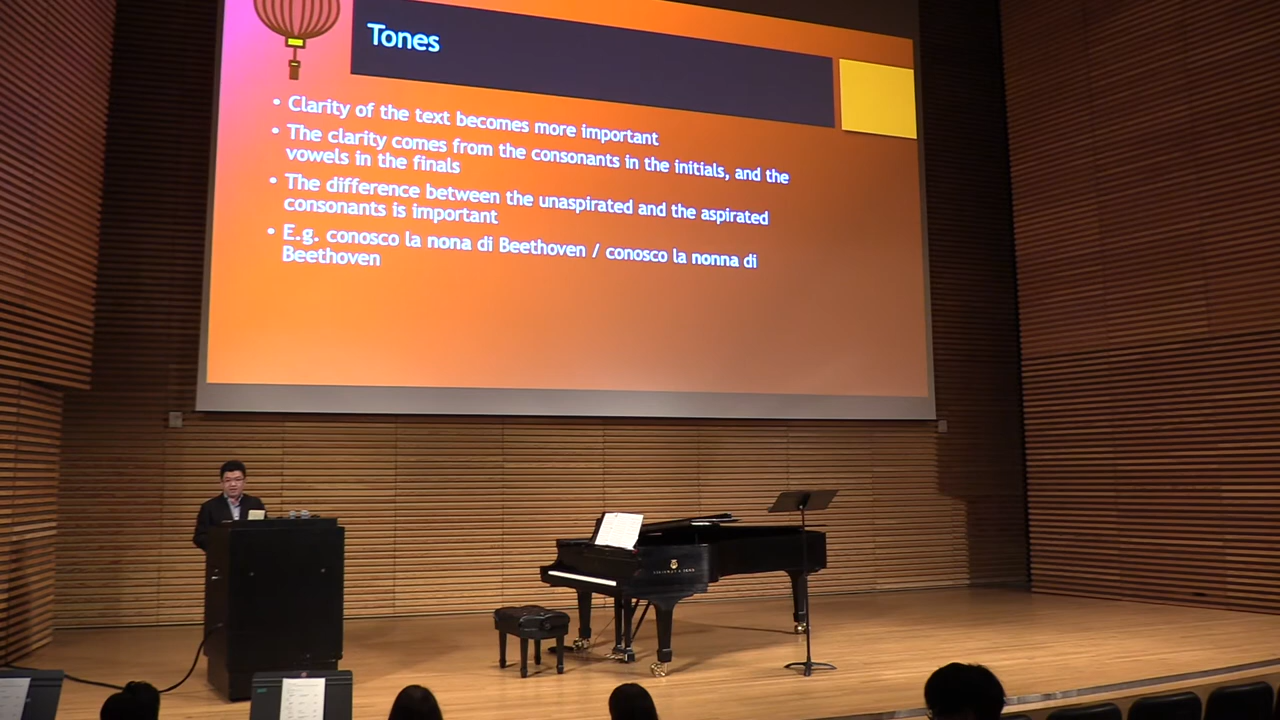 Tones
• Clarity of the text becomes more important
• The clarity comes from the consonants in the initials, and the
vowels in the finals
• The difference between the unaspirated and the aspirated
consonants is important
• E.g. conosco la nona di Beethoven / conosco la nonna di
Beethoven
STEINWAY & SONS